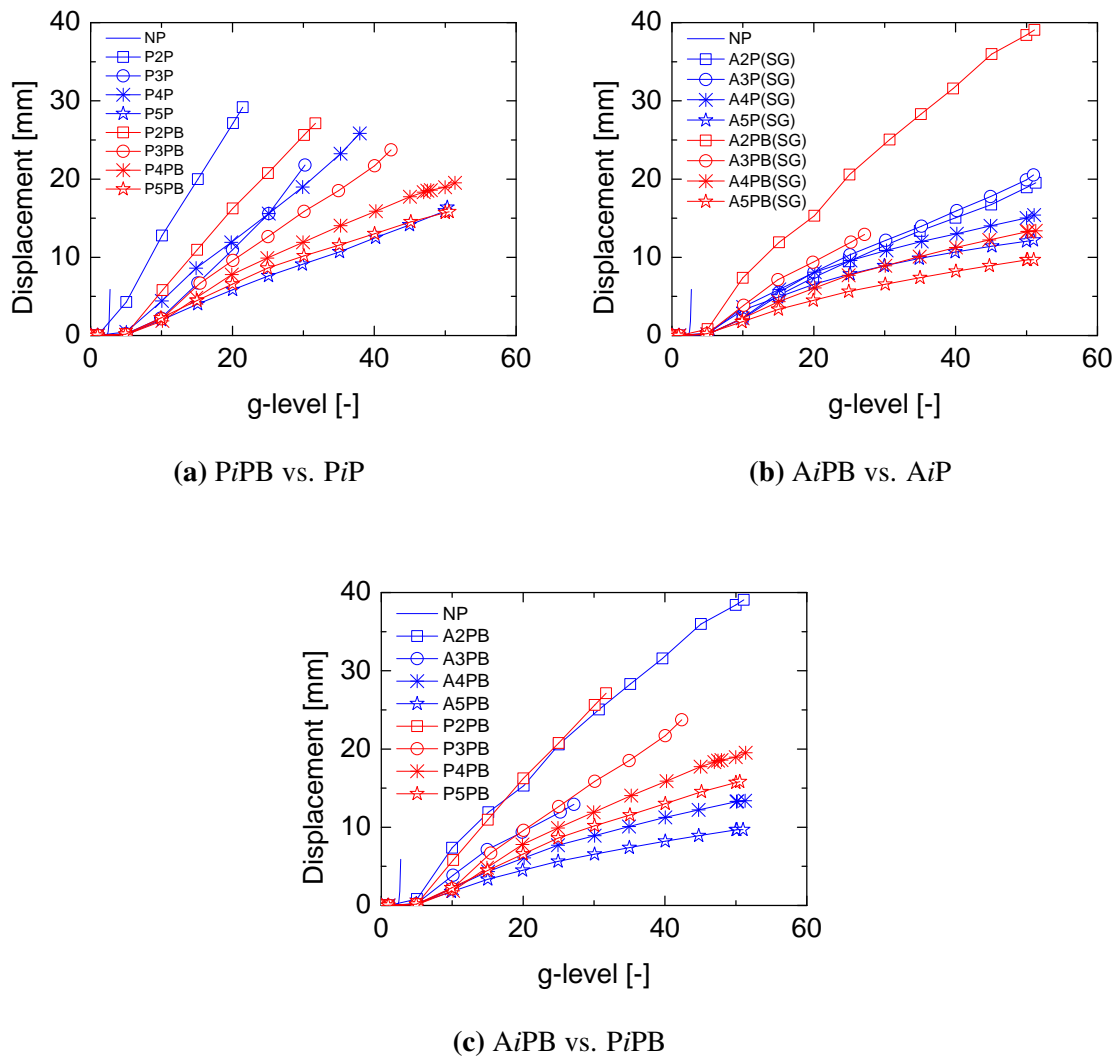 40
30
20
10
0
Displacement [mm]
NP
P2P
P3P
P4P
P5P
P2PB
P3PB
P4PB
P5PB
0 20 40 60
g-level [-]
(a) PiPB vs. PiP
40
30
20
10
0
Displacement [mm]
NP
A2P(SG)
A3P(SG)
A4P(SG)
A5P(SG)
A2PB(SG)
A3PB(SG)
A4PB(SG)
A5PB(SG)
0 20 40 60
g-level [-]
(b) AiPB vs. AiP
40
30
20
10
0
Displacement [mm]
NP
A2PB
A3PB
A4PB
A5PB
P2PB
P3PB
P4PB
P5PB
0 20 40 60
g-level [-]
(c) AiPB vs. PiPB